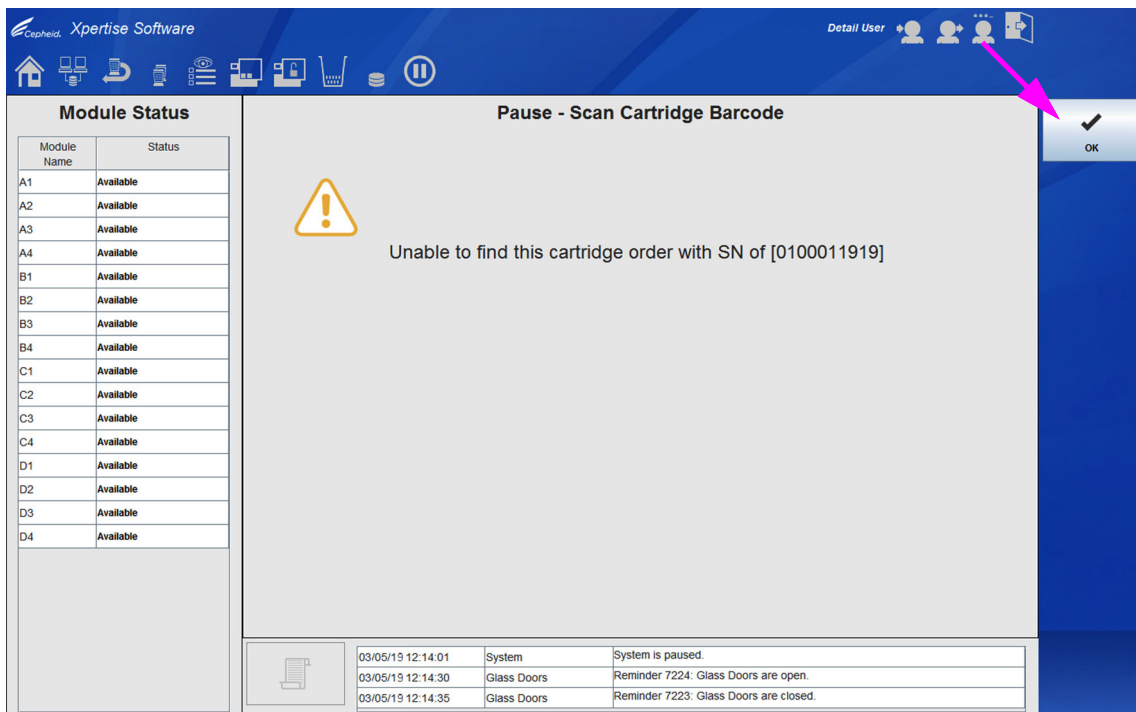 Cepheid. Xpertise Software
Detail User
Module Status
Pause - Scan Cartridge Barcode
OK
Module Name Status
A1 Available
A2 Available
A3 Available
A4 Available
B1 Available
B2 Available
B3 Available
B4 Available
C1 Available
C2 Available
C3 Available
C4 Available
D1 Available
D2 Available
D3 Available
D4 Available
Unable to find this cartridge order with SN of [0100011919]
03/05/19 12:14:01 System System is paused.
03/05/19 12:14:30 Glass Doors Reminder 7224: Glass Doors are open.
03/05/19 12:14:35 Glass Doors Reminder 7223: Glass Doors are closed.